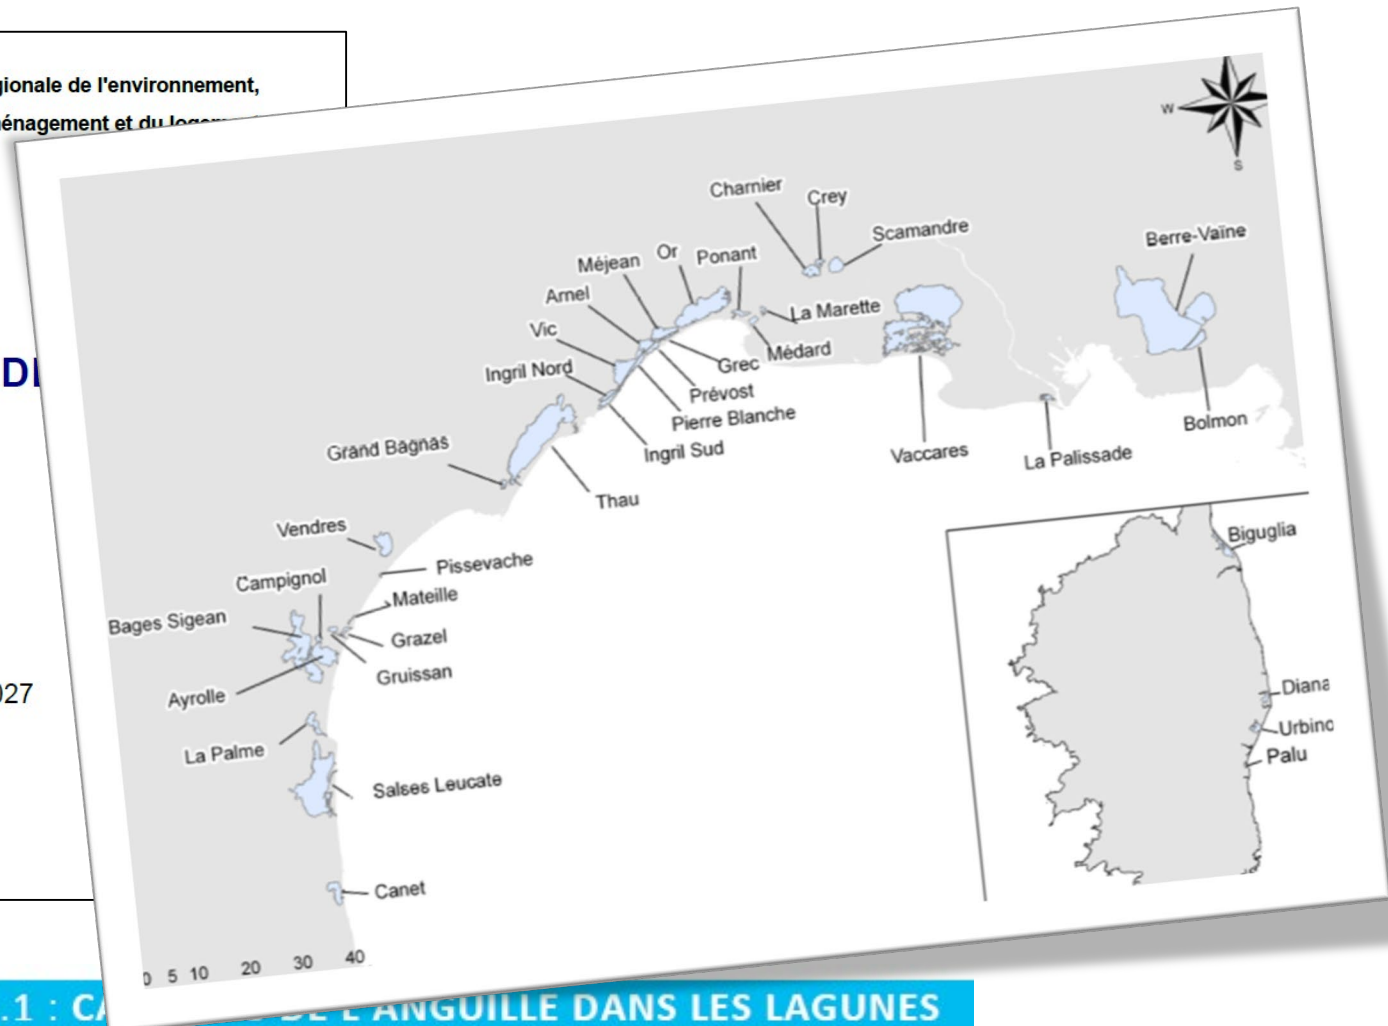 gionale de l'environnement,
énagement et du
W
S
Charnier
Crey
Scamandre
Berre-Vaïne
Méjean
Or
Ponant
Arnel
La Marette
Vic
Médard
Grec
Ingril Nord
Prévost
Pierre Blanche
Bolmon
Grand Bagnas
Ingril Sud
Vaccares
La Palissade
Thau
Vendres
Biguglia
Pissevache
Campignol
Mateille
Bages Sigean
Grazel
Gruissan
Ayrolle
Diana
027
Urbino
Palu
La Palme
Salses Leucate
Canet
0 5 10 20 30 40
.1 : CA DE L'ANGUILLE DANS LES LAGUNES